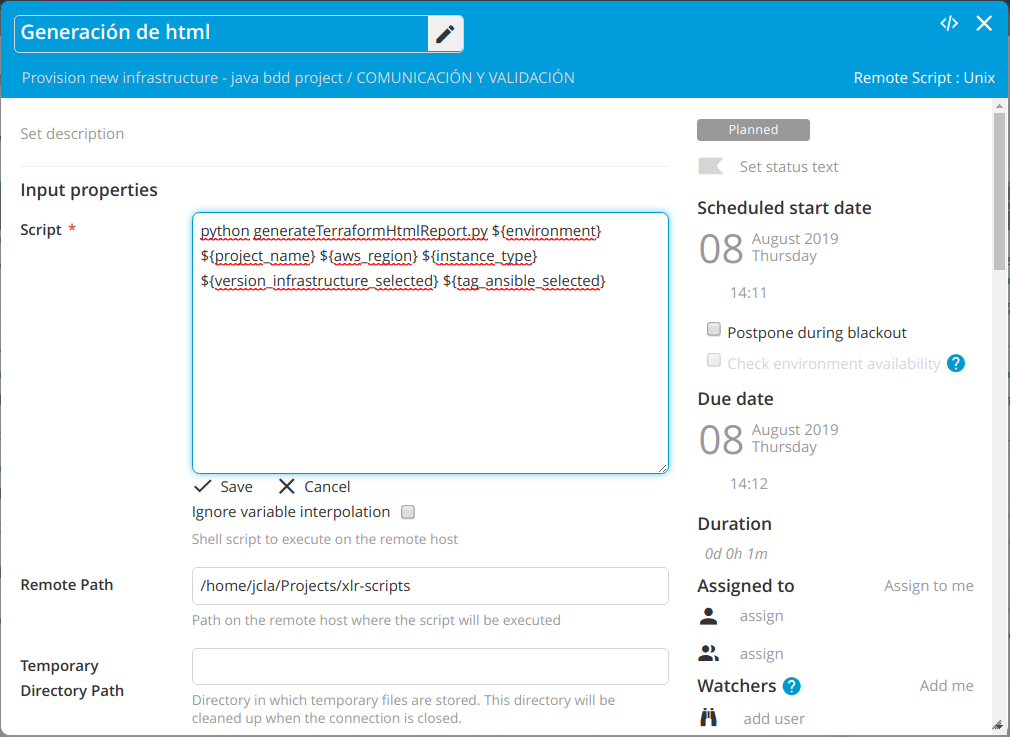 Generación de html
Provision new infrastructure - java bdd project / COMUNICACIÓN Y VALIDACIÓN
Remote Script : Unix
Set description
Input properties
Script *
python generateTerraformHtmlReport.py ${environment}
${project_name} ${aws_region} ${instance_type}
${version_infrastructure_selected} ${tag_ansible_selected}
Save
Cancel
Ignore variable interpolation
Shell script to execute on the remote host
Remote Path
/home/jcla/Projects/xlr-scripts
Path on the remote host where the script will be executed
Temporary
Directory Path
Directory in which temporary files are stored. This directory will be
cleaned up when the connection is closed.
Planned
Set status text
Scheduled start date
08
August 2019
Thursday
14:11
Postpone during blackout
Check environment availability ?
Due date
08
August 2019
Thursday
14:12
Duration
0d 0h 1m
Assigned to
Assign to me
assign
assign
Watchers ?
Add me
add user